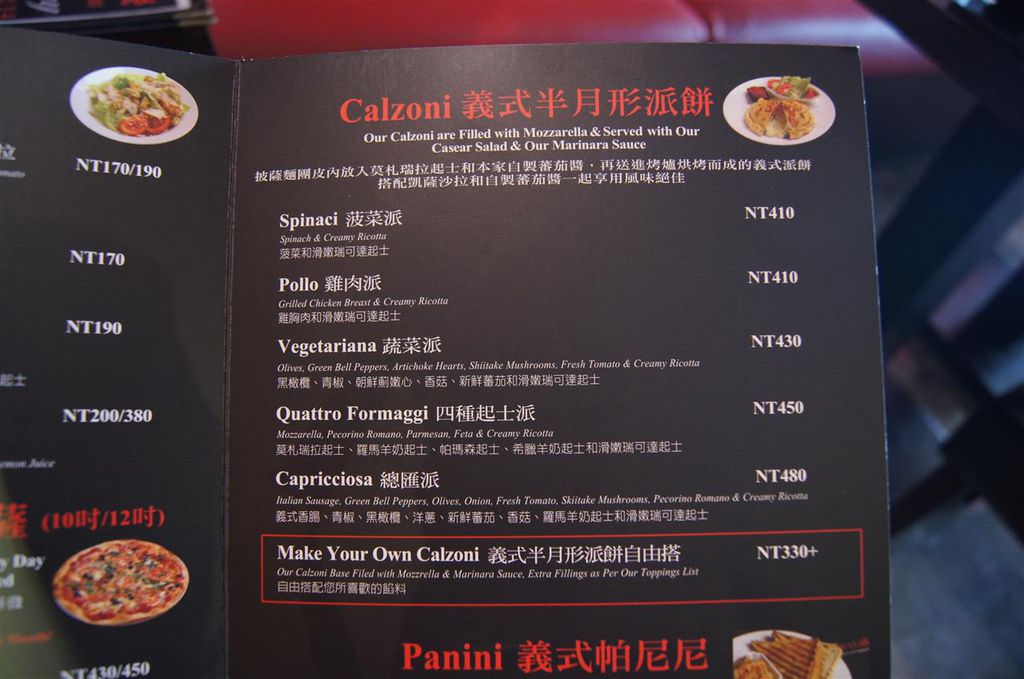 拉
NT170/190
NT170
NT190
起士
NT200/380
emon Juice
(10吋/12吋)
y Day
NT430/450
Calzoni 義式半月形派餅
Our Calzoni are Filled with Mozzarella & Served with Our
Casear Salad & Our Marinara Sauce
披薩麵團皮內放入莫札瑞拉起士和本家自製蕃茄醬，再送進烤爐烘烤而成的義式派餅
搭配凱薩沙拉和自製蕃茄醬一起享用風味絕佳
Spinaci 菠菜派 NT410
Spinach & Creamy Ricotta
菠菜和滑嫩瑞可達起士
Pollo 雞肉派 NT410
Grilled Chicken Breast & Creamy Ricotta
雞胸肉和滑嫩瑞可達起士
Vegetariana 蔬菜派 NT430
Olives, Green Bell Peppers, Artichoke Hearts, Shiitake Mushrooms, Fresh Tomato & Creamy Ricotta
黑橄欖、青椒、朝鮮薊嫩心、香菇、新鮮蕃茄和滑嫩瑞可達起士
Quattro Formaggi 四種起士派 NT450
Mozzarella, Pecorino Romano, Parmesan, Feta & Creamy Ricotta
莫札瑞拉起士、羅馬羊奶起士、帕瑪森起士、希臘羊奶起士和滑嫩瑞可達起士
Capricciosa 總匯派 NT480
Italian Sausage, Green Bell Peppers, Olives, Onion, Fresh Tomato, Skiitake Mushrooms, Pecorino Romano & Creamy Ricotta
義式香腸、青椒、黑橄欖、洋蔥、新鮮蕃茄、香菇、羅馬羊奶起士和滑嫩瑞可達起士
Make Your Own Calzoni 義式半月形派餅自由搭 NT330+
Our Calzoni Base Filed with Mozzrella & Marinara Sauce, Extra Fillings as Per Our Toppings List
自由搭配您所喜歡的餡料
Panini 義式帕尼尼